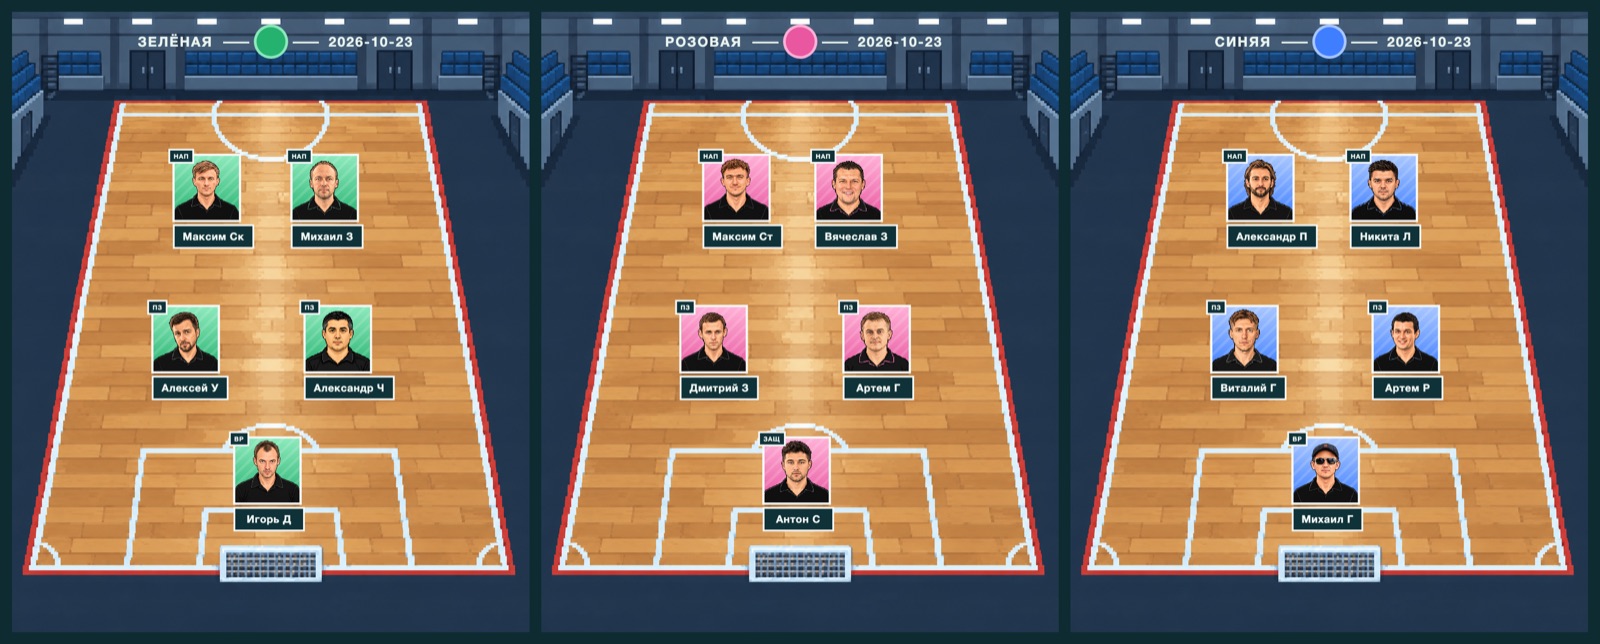 ЗЕЛЁНАЯ 2026-10-23
НАП НАП
Максим Ск Михаил З
ПЗ ПЗ
Алексей У Александр Ч
ВР
Игорь Д
РОЗОВАЯ 2026-10-23
НАП НАП
Максим Ст Вячеслав З
ПЗ ПЗ
Дмитрий З Артем Г
ЗАЩ
Антон С
СИНЯЯ 2026-10-23
НАП НАП
Александр П Никита Л
ПЗ ПЗ
Виталий Г Артем Р
ВР
Михаил Г